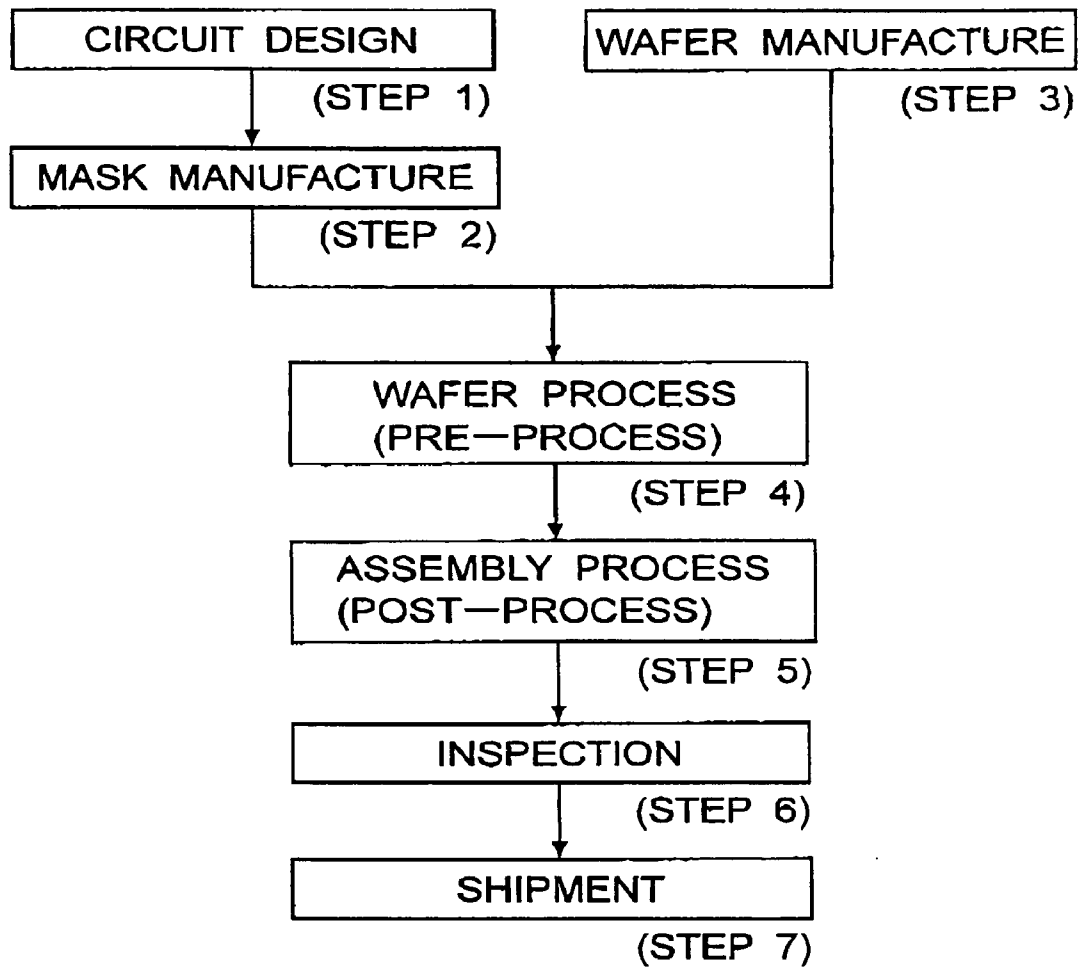 CIRCUIT DESIGN
(STEP 1)
MASK MANUFACTURE
(STEP 2)
WAFER MANUFACTURE
(STEP 3)
WAFER PROCESS
(PRE—PROCESS)
(STEP 4)
ASSEMBLY PROCESS
(POST—PROCESS)
(STEP 5)
INSPECTION
(STEP 6)
SHIPMENT
(STEP 7)